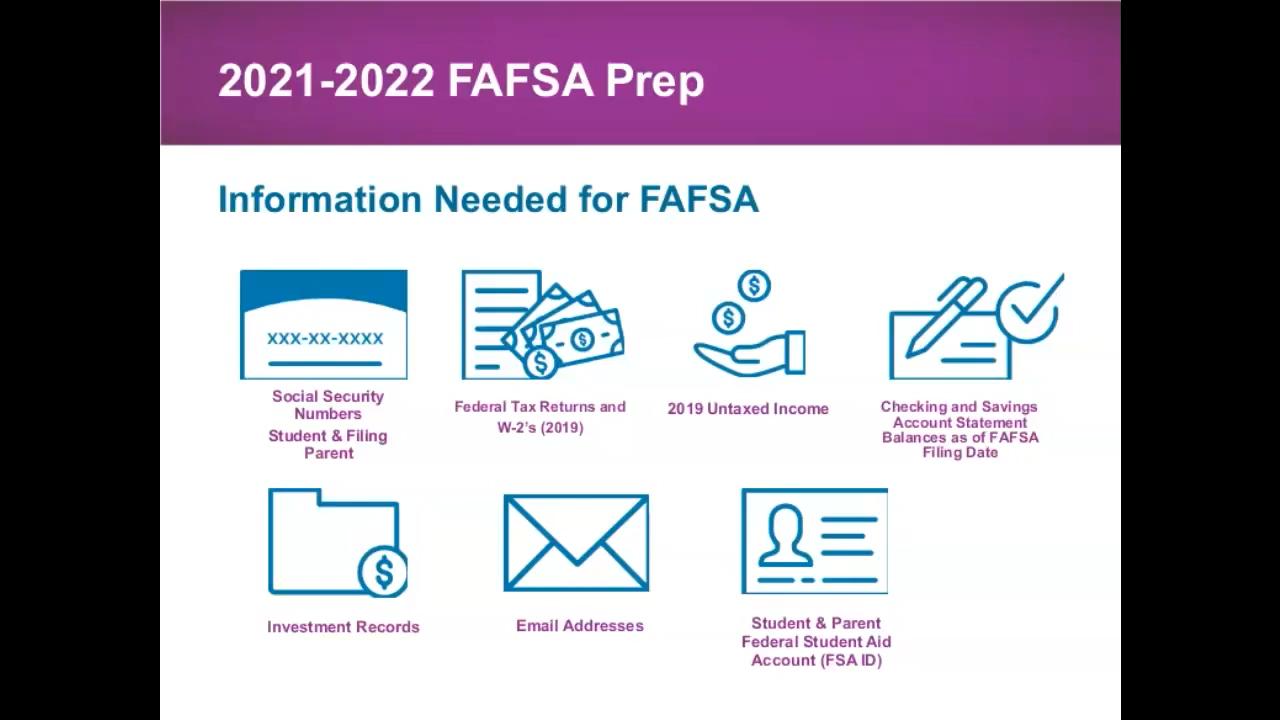 2021-2022 FAFSA Prep
Information Needed for FAFSA
xxx-xx-xxxx
Social Security
Numbers
Student & Filing
Parent
$
$
Federal Tax Returns and
W-2's (2019)
$
$
2019 Untaxed Income
Checking and Savings
Account Statement
Balances as of FAFSA
Filing Date
$
Investment Records
Email Addresses
Student & Parent
Federal Student Aid
Account (FSA ID)